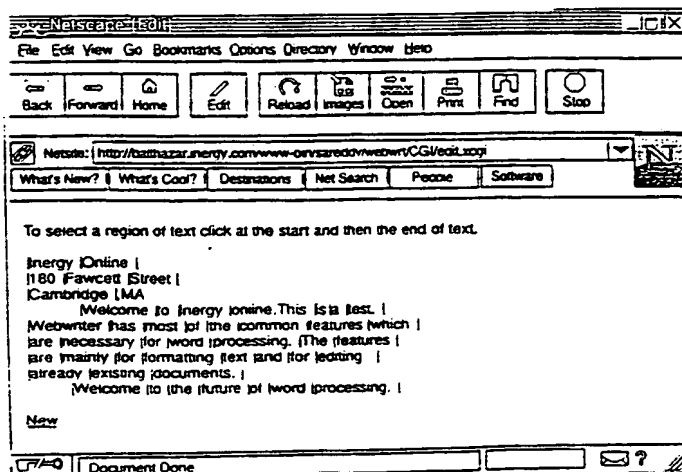 Netscape [Edit]
File Edit View Go Bookmarks Options Directory Window Help
Back Forward Home Edit Reload Images Open Print Find Stop
Netsite: http://balthazar.inergy.com/www-bin/sareddy/webwrt/CGI/edit.xcgi
What's New? What's Cool? Destinations Net Search People Software
N
To select a region of text click at the start and then the end of text.
|Inergy |Online |
|180 |Fawcett |Street |
|Cambridge |,MA
|Welcome |to |Inergy |online.This |is |a |test. |
|Webwriter |has |most |of |the |common |features |which |
|are |necessary |for |word |processing. |The |features |
|are |mainly |for |formatting |text |and |for |editing |
|already |existing |documents. |
|Welcome |to |the |future |of |word |processing. |
New
Document Done
?